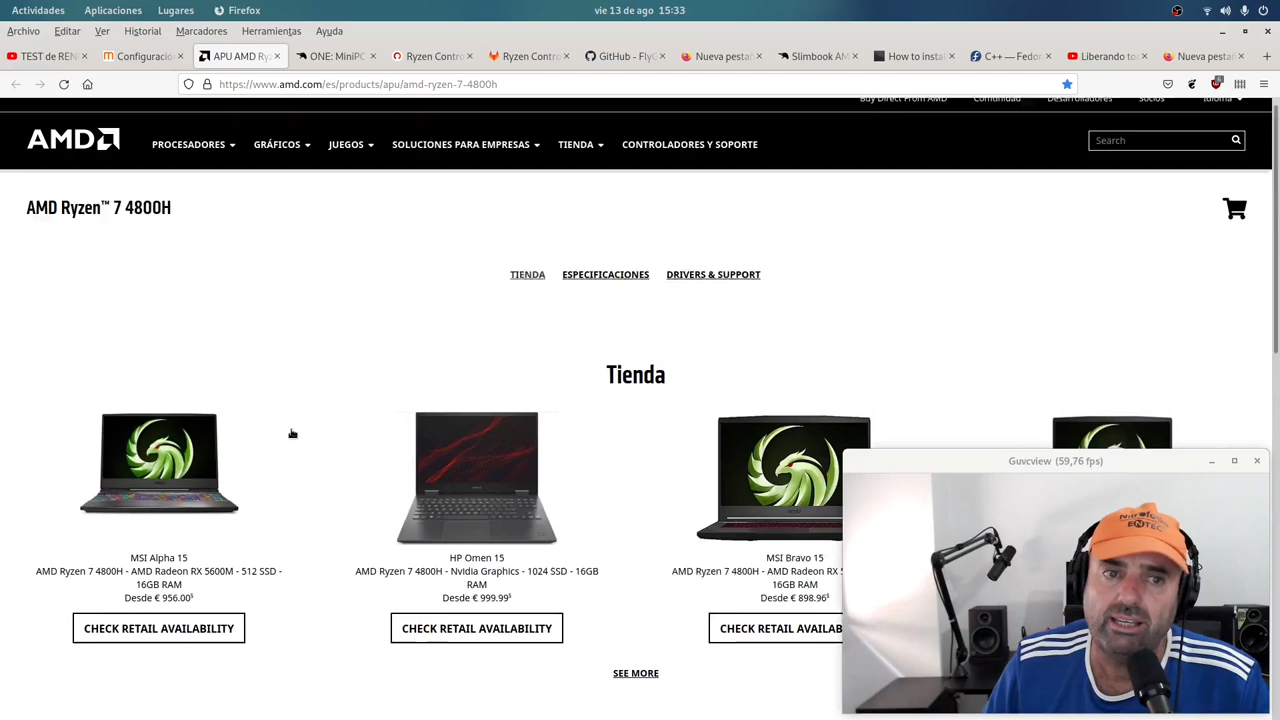 Actividades Aplicaciones Lugares Firefox vie 13 de ago 15:33
Archivo Editar Ver Historial Marcadores Herramientas Ayuda
TEST de REN Configuracio APU AMD Ry ONE: MiniPC Ryzen Contro Ryzen Contro GitHub - FlyG Nueva pestañ Slimbook AM How to instal C++ — Fedor Liberando to Nueva pestañ
https://www.amd.com/es/products/apu/amd-ryzen-7-4800h
Buy Direct From AMD Comunidad Desarrolladores Socios Idioma
AMD PROCESADORES GRÁFICOS JUEGOS SOLUCIONES PARA EMPRESAS TIENDA CONTROLADORES Y SOPORTE Search
AMD Ryzen™ 7 4800H
TIENDA ESPECIFICACIONES DRIVERS & SUPPORT
Tienda
MSI Alpha 15
AMD Ryzen 7 4800H - AMD Radeon RX 5600M - 512 SSD -
16GB RAM
Desde € 956.00§
CHECK RETAIL AVAILABILITY
HP Omen 15
AMD Ryzen 7 4800H - Nvidia Graphics - 1024 SSD - 16GB
RAM
Desde € 999.99§
CHECK RETAIL AVAILABILITY
MSI Bravo 15
AMD Ryzen 7 4800H - AMD Radeon RX 5
16GB RAM
Desde € 898.96§
CHECK RETAIL AVAILAB
SEE MORE
Guvcview (59,76 fps)
ENTEC